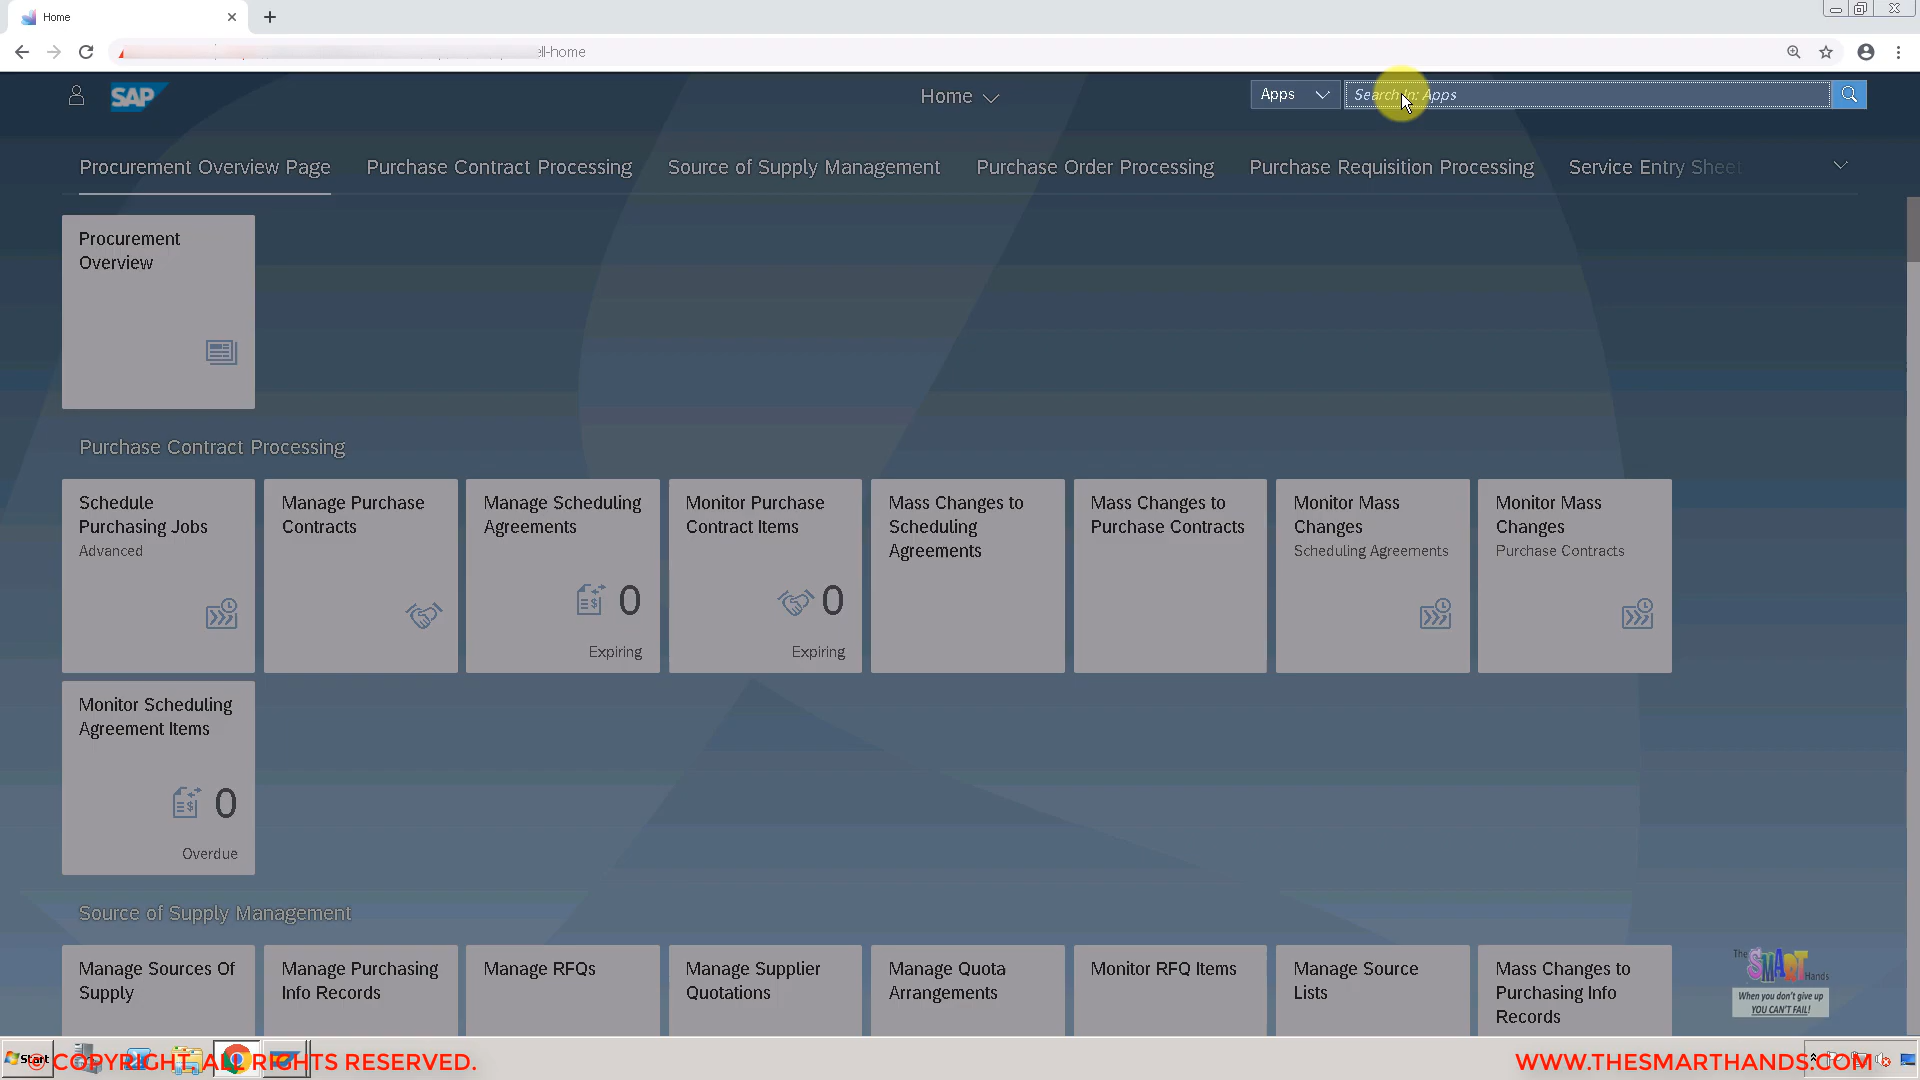 Home
ell-home
SAP
Home
Apps
Search In: Apps
Procurement Overview Page
Purchase Contract Processing
Source of Supply Management
Purchase Order Processing
Purchase Requisition Processing
Service Entry Sheet
Procurement
Overview
Purchase Contract Processing
Schedule
Purchasing Jobs
Advanced
Manage Purchase
Contracts
Manage Scheduling
Agreements
0
Expiring
Monitor Purchase
Contract Items
0
Expiring
Mass Changes to
Scheduling
Agreements
Mass Changes to
Purchase Contracts
Monitor Mass
Changes
Scheduling Agreements
Monitor Mass
Changes
Purchase Contracts
Monitor Scheduling
Agreement Items
0
Overdue
Source of Supply Management
Manage Sources Of
Supply
Manage Purchasing
Info Records
Manage RFQs
Manage Supplier
Quotations
Manage Quota
Arrangements
Monitor RFQ Items
Manage Source
Lists
Mass Changes to
Purchasing Info
Records
The SMART Hands
When you don't give up
YOU CAN'T FAIL!
Start
© COPYRIGHT. ALL RIGHTS RESERVED.
WWW.THESMARTHANDS.COM